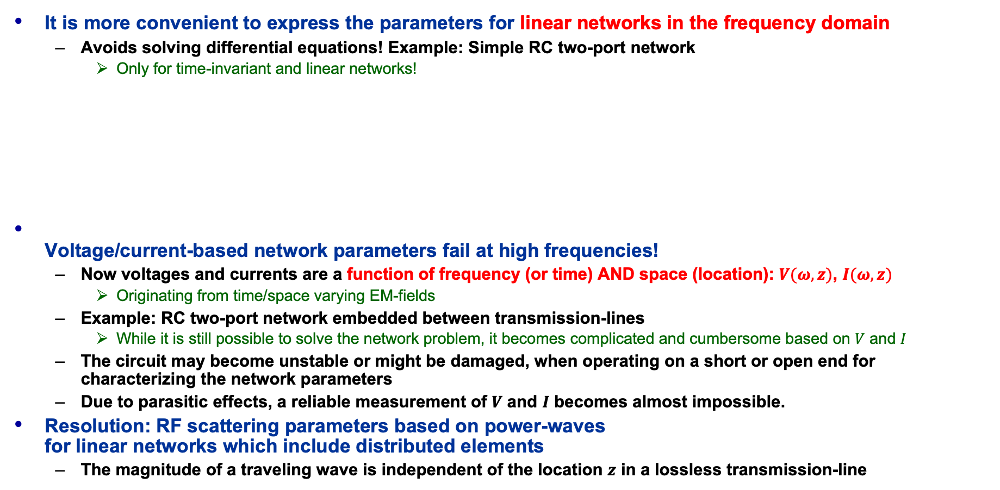 • It is more convenient to express the parameters for linear networks in the frequency domain
– Avoids solving differential equations! Example: Simple RC two-port network
➢ Only for time-invariant and linear networks!
•
Voltage/current-based network parameters fail at high frequencies!
– Now voltages and currents are a function of frequency (or time) AND space (location): V(ω, z), I(ω, z)
➢ Originating from time/space varying EM-fields
– Example: RC two-port network embedded between transmission-lines
➢ While it is still possible to solve the network problem, it becomes complicated and cumbersome based on V and I
– The circuit may become unstable or might be damaged, when operating on a short or open end for
characterizing the network parameters
– Due to parasitic effects, a reliable measurement of V and I becomes almost impossible.
• Resolution: RF scattering parameters based on power-waves
for linear networks which include distributed elements
– The magnitude of a traveling wave is independent of the location z in a lossless transmission-line